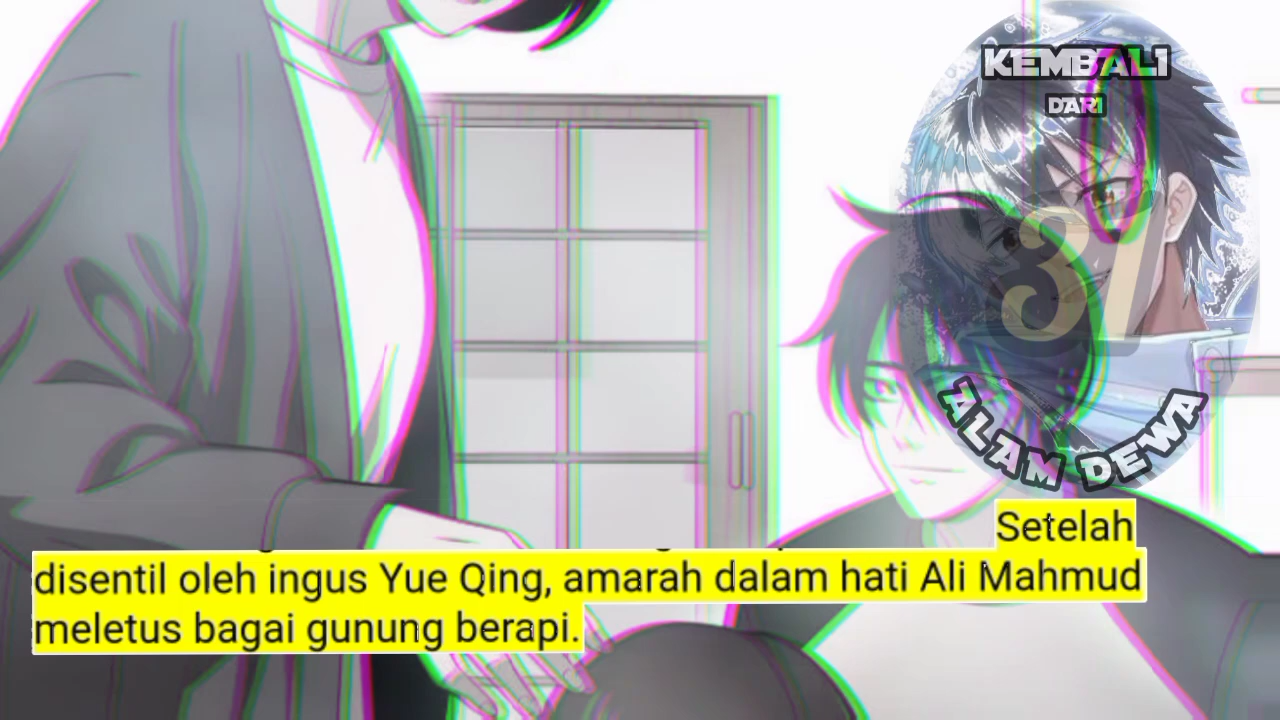 KEMBALI
DARI
37
ALAM DEWA
Setelah
disentil oleh ingus Yue Qing, amarah dalam hati Ali Mahmud
meletus bagai gunung berapi.